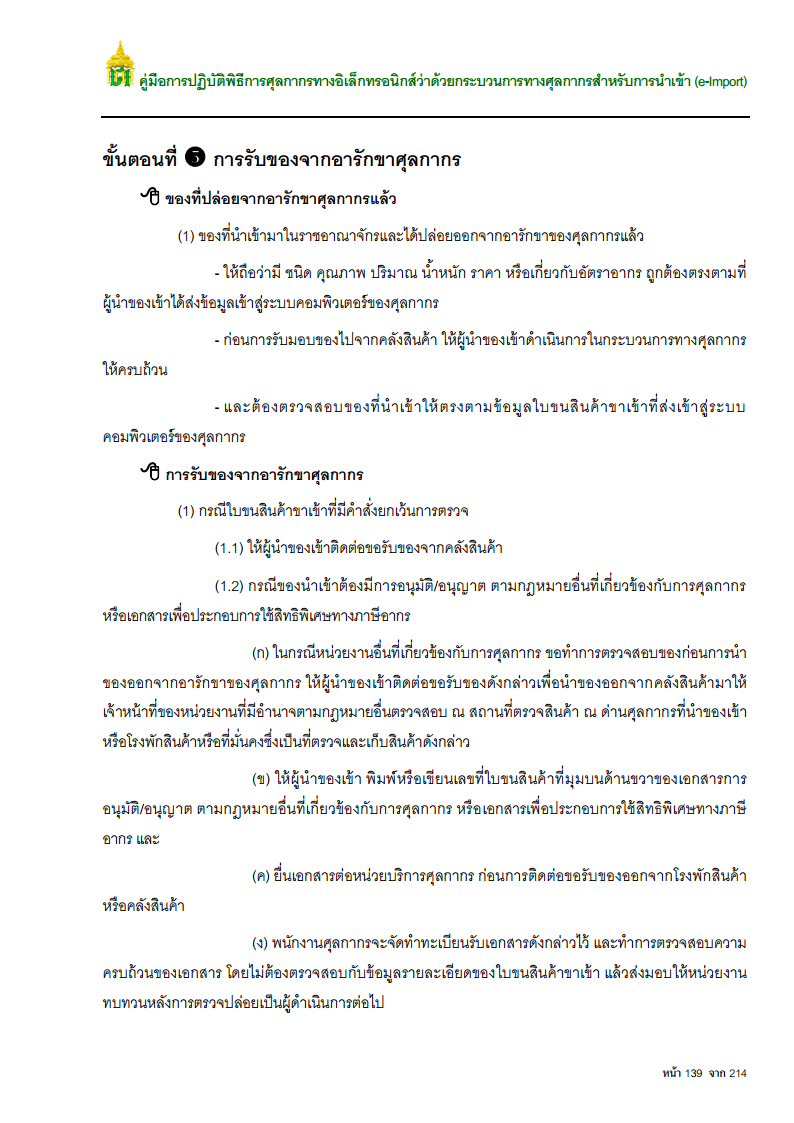 คู่มือการปฏิบัติพิธีการศุลกากรทางอิเล็กทรอนิกส์ว่าด้วยกระบวนการทางศุลกากรสำหรับการนำเข้า (e-Import)
ขั้นตอนที่ ❺ การรับของจากอารักขาศุลกากร
ของที่ปล่อยจากอารักขาศุลกากรแล้ว
(1) ของที่นำเข้ามาในราชอาณาจักรและได้ปล่อยออกจากอารักขาของศุลกากรแล้ว
- ให้ถือว่ามี ชนิด คุณภาพ ปริมาณ น้ำหนัก ราคา หรือเกี่ยวกับอัตราอากร ถูกต้องตรงตามที่
ผู้นำของเข้าได้ส่งข้อมูลเข้าสู่ระบบคอมพิวเตอร์ของศุลกากร
- ก่อนการรับมอบของไปจากคลังสินค้า ให้ผู้นำของเข้าดำเนินการในกระบวนการทางศุลกากร
ให้ครบถ้วน
- และต้องตรวจสอบของที่นำเข้าให้ตรงตามข้อมูลใบขนสินค้าขาเข้าที่ส่งเข้าสู่ระบบ
คอมพิวเตอร์ของศุลกากร
การรับของจากอารักขาศุลกากร
(1) กรณีใบขนสินค้าขาเข้าที่มีคำสั่งยกเว้นการตรวจ
(1.1) ให้ผู้นำของเข้าติดต่อขอรับของจากคลังสินค้า
(1.2) กรณีของนำเข้าต้องมีการอนุมัติ/อนุญาต ตามกฎหมายอื่นที่เกี่ยวข้องกับการศุลกากร
หรือเอกสารเพื่อประกอบการใช้สิทธิพิเศษทางภาษีอากร
(ก) ในกรณีหน่วยงานอื่นที่เกี่ยวข้องกับการศุลกากร ขอทำการตรวจสอบของก่อนการนำ
ของออกจากอารักขาของศุลกากร ให้ผู้นำของเข้าติดต่อขอรับของดังกล่าวเพื่อนำของออกจากคลังสินค้ามาให้
เจ้าหน้าที่ของหน่วยงานที่มีอำนาจตามกฎหมายอื่นตรวจสอบ ณ สถานที่ตรวจสินค้า ณ ด่านศุลกากรที่นำของเข้า
หรือโรงพักสินค้าหรือที่มั่นคงซึ่งเป็นที่ตรวจและเก็บสินค้าดังกล่าว
(ข) ให้ผู้นำของเข้า พิมพ์หรือเขียนเลขที่ใบขนสินค้าที่มุมบนด้านขวาของเอกสารการ
อนุมัติ/อนุญาต ตามกฎหมายอื่นที่เกี่ยวข้องกับการศุลกากร หรือเอกสารเพื่อประกอบการใช้สิทธิพิเศษทางภาษี
อากร และ
(ค) ยื่นเอกสารต่อหน่วยบริการศุลกากร ก่อนการติดต่อขอรับของออกจากโรงพักสินค้า
หรือคลังสินค้า
(ง) พนักงานศุลกากรจะจัดทำทะเบียนรับเอกสารดังกล่าวไว้ และทำการตรวจสอบความ
ครบถ้วนของเอกสาร โดยไม่ต้องตรวจสอบกับข้อมูลรายละเอียดของใบขนสินค้าขาเข้า แล้วส่งมอบให้หน่วยงาน
ทบทวนหลังการตรวจปล่อยเป็นผู้ดำเนินการต่อไป
หน้า 139 จาก 214